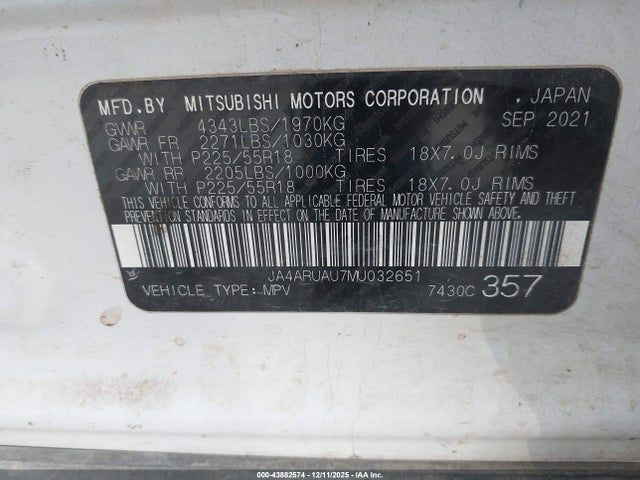 MFD.BY MITSUBISHI MOTORS CORPORATION , JAPAN
GVWR 4343LBS/1970KG SEP 2021
GAWR FR 2271LBS/1030KG
WITH P225/55R18 TIRES 18X7.0J RIMS
GAWR RR 2205LBS/1000KG
WITH P225/55R18 TIRES 18X7.0J RIMS
THIS VEHICLE CONFORMS TO ALL APPLICABLE FEDERAL MOTOR VEHICLE SAFETY AND THEFT
PREVENTION STANDARDS IN EFFECT ON THE DATE OF MANUFACTURE SHOWN ABOVE.
JA4ARUAU7MJ032651
VEHICLE TYPE: MPV 7430C 357
000-43882574 - 12/11/2025 - IAAI.COM